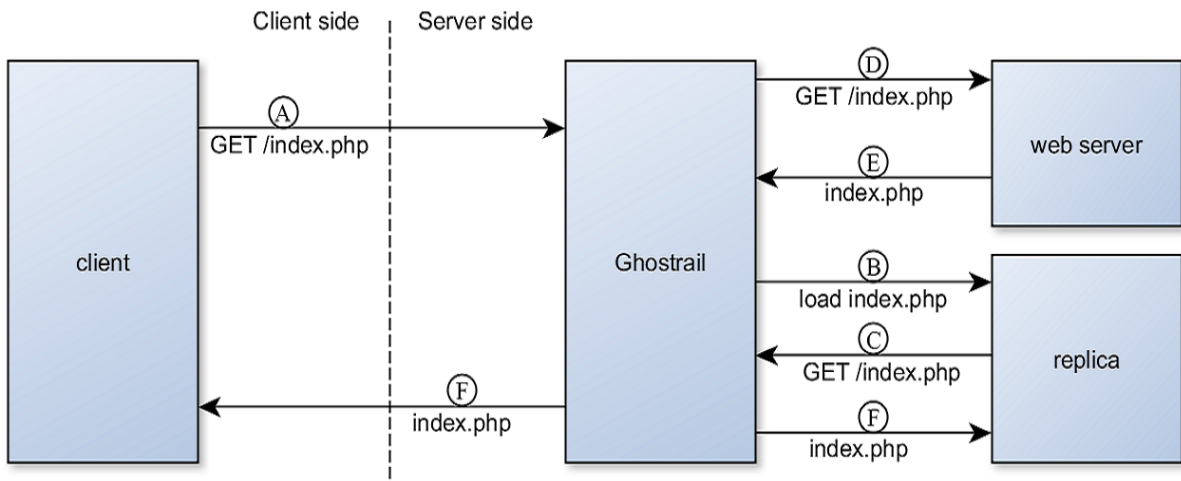 Client side
Server side
A
GET /index.php
client
Ghostrail
D
GET /index.php
E
index.php
web server
B
load index.php
C
GET /index.php
replica
F
index.php
F
index.php